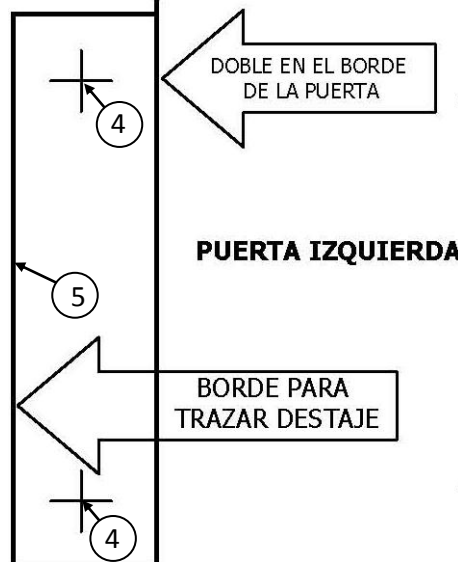 DOBLE EN EL BORDE
DE LA PUERTA
4
PUERTA IZQUIERDA
5
BORDE PARA
TRAZAR DESTAJE
4